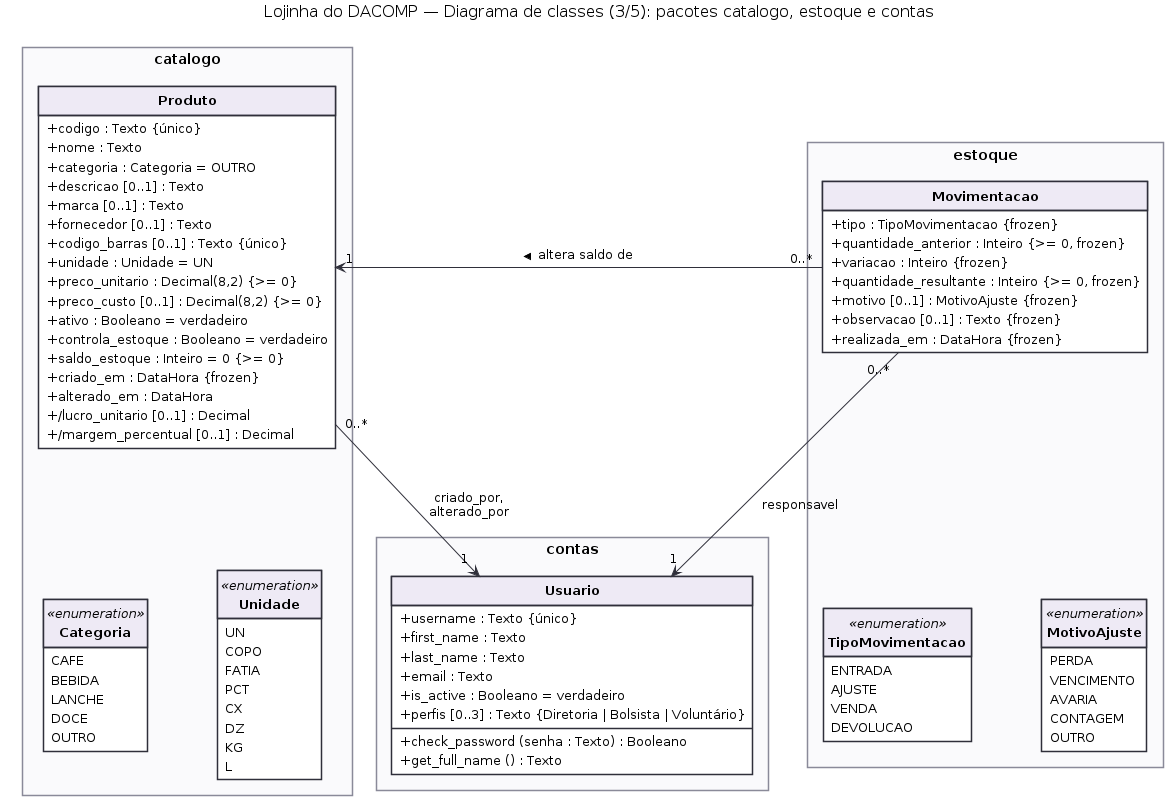 Lojinha do DACOMP — Diagrama de classes (3/5): pacotes catalogo, estoque e contas
catalogo
Produto
+codigo : Texto {único}
+nome : Texto
+categoria : Categoria = OUTRO
+descricao [0..1] : Texto
+marca [0..1] : Texto
+fornecedor [0..1] : Texto
+codigo_barras [0..1] : Texto {único}
+unidade : Unidade = UN
+preco_unitario : Decimal(8,2) {>= 0}
+preco_custo [0..1] : Decimal(8,2) {>= 0}
+ativo : Booleano = verdadeiro
+controla_estoque : Booleano = verdadeiro
+saldo_estoque : Inteiro = 0 {>= 0}
+criado_em : DataHora {frozen}
+alterado_em : DataHora
+/lucro_unitario [0..1] : Decimal
+/margem_percentual [0..1] : Decimal
1
◄ altera saldo de
0..*
estoque
Movimentacao
+tipo : TipoMovimentacao {frozen}
+quantidade_anterior : Inteiro {>= 0, frozen}
+variacao : Inteiro {frozen}
+quantidade_resultante : Inteiro {>= 0, frozen}
+motivo [0..1] : MotivoAjuste {frozen}
+observacao [0..1] : Texto {frozen}
+realizada_em : DataHora {frozen}
0..*
0..*
criado_por,
alterado_por
responsavel
1
1
«enumeration»
Categoria
CAFE
BEBIDA
LANCHE
DOCE
OUTRO
«enumeration»
Unidade
UN
COPO
FATIA
PCT
CX
DZ
KG
L
contas
Usuario
+username : Texto {único}
+first_name : Texto
+last_name : Texto
+email : Texto
+is_active : Booleano = verdadeiro
+perfis [0..3] : Texto {Diretoria | Bolsista | Voluntário}
+check_password (senha : Texto) : Booleano
+get_full_name () : Texto
«enumeration»
TipoMovimentacao
ENTRADA
AJUSTE
VENDA
DEVOLUCAO
«enumeration»
MotivoAjuste
PERDA
VENCIMENTO
AVARIA
CONTAGEM
OUTRO